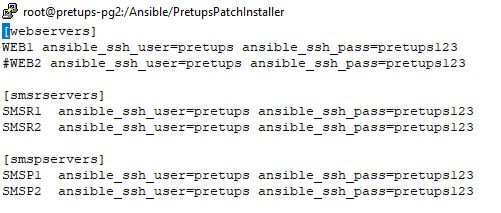 root@pretups-pg2:/Ansible/PretupsPatchInstaller
[webservers]
WEB1 ansible_ssh_user=pretups ansible_ssh_pass=pretups123
#WEB2 ansible_ssh_user=pretups ansible_ssh_pass=pretups123
[smsrservers]
SMSR1  ansible_ssh_user=pretups ansible_ssh_pass=pretups123
SMSR2  ansible_ssh_user=pretups ansible_ssh_pass=pretups123
[smspservers]
SMSP1  ansible_ssh_user=pretups ansible_ssh_pass=pretups123
SMSP2  ansible_ssh_user=pretups ansible_ssh_pass=pretups123